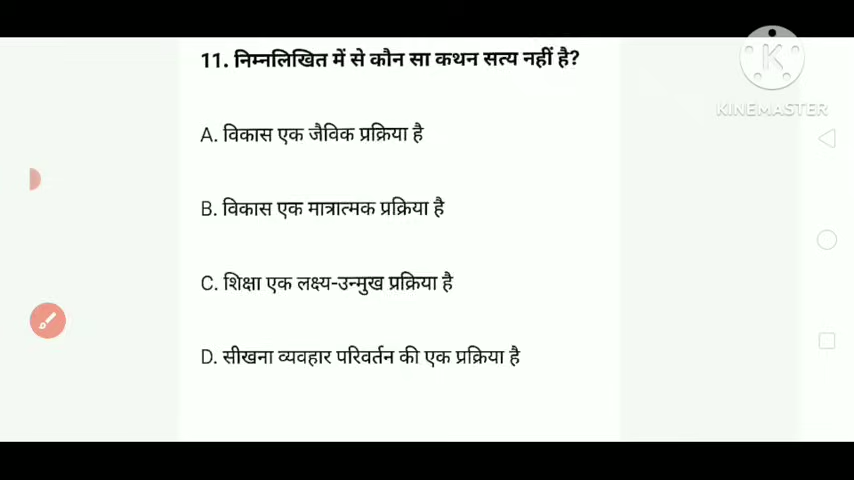 11. निम्नलिखित में से कौन सा कथन सत्य नहीं है?
KINEMASTER
A. विकास एक जैविक प्रक्रिया है
B. विकास एक मात्रात्मक प्रक्रिया है
C. शिक्षा एक लक्ष्य-उन्मुख प्रक्रिया है
D. सीखना व्यवहार परिवर्तन की एक प्रक्रिया है